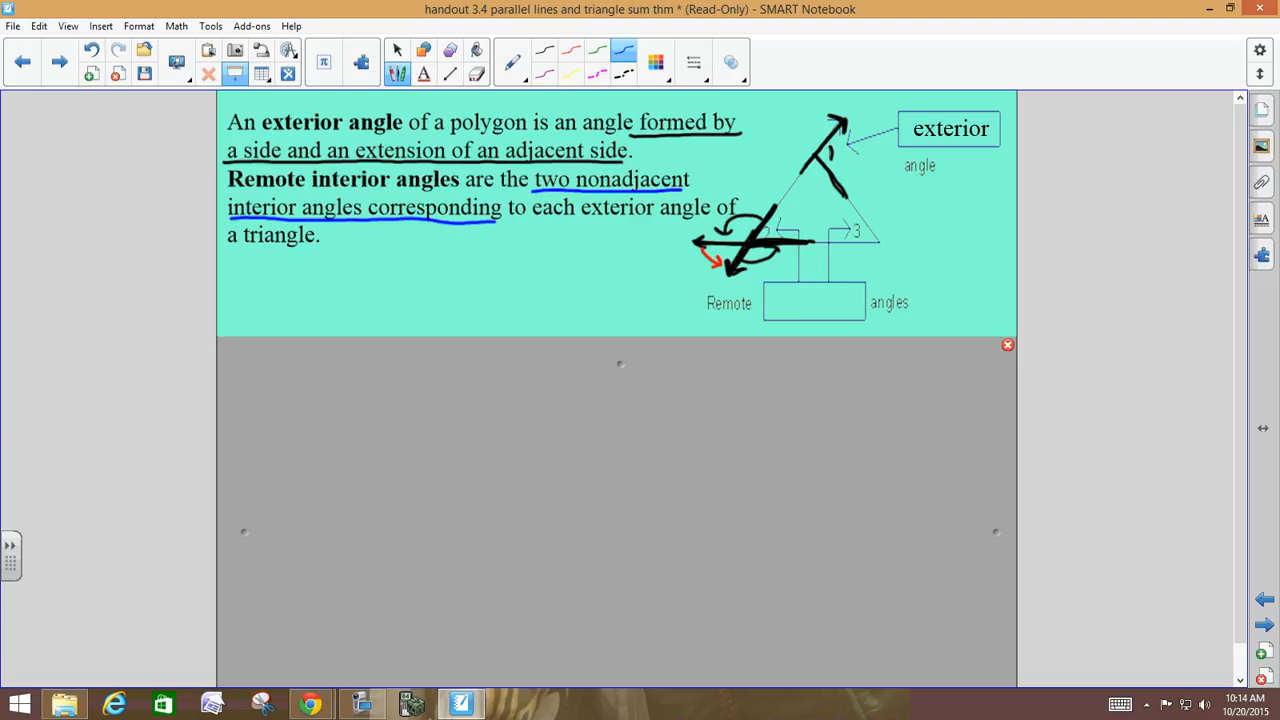 handout 3.4 parallel lines and triangle sum thm * (Read-Only) - SMART Notebook
File Edit View Insert Format Math Tools Add-ons Help
An exterior angle of a polygon is an angle formed by
a side and an extension of an adjacent side.
Remote interior angles are the two nonadjacent
interior angles corresponding to each exterior angle of
a triangle.
exterior
angle
1
2
3
Remote
angles
10:14 AM
10/20/2015